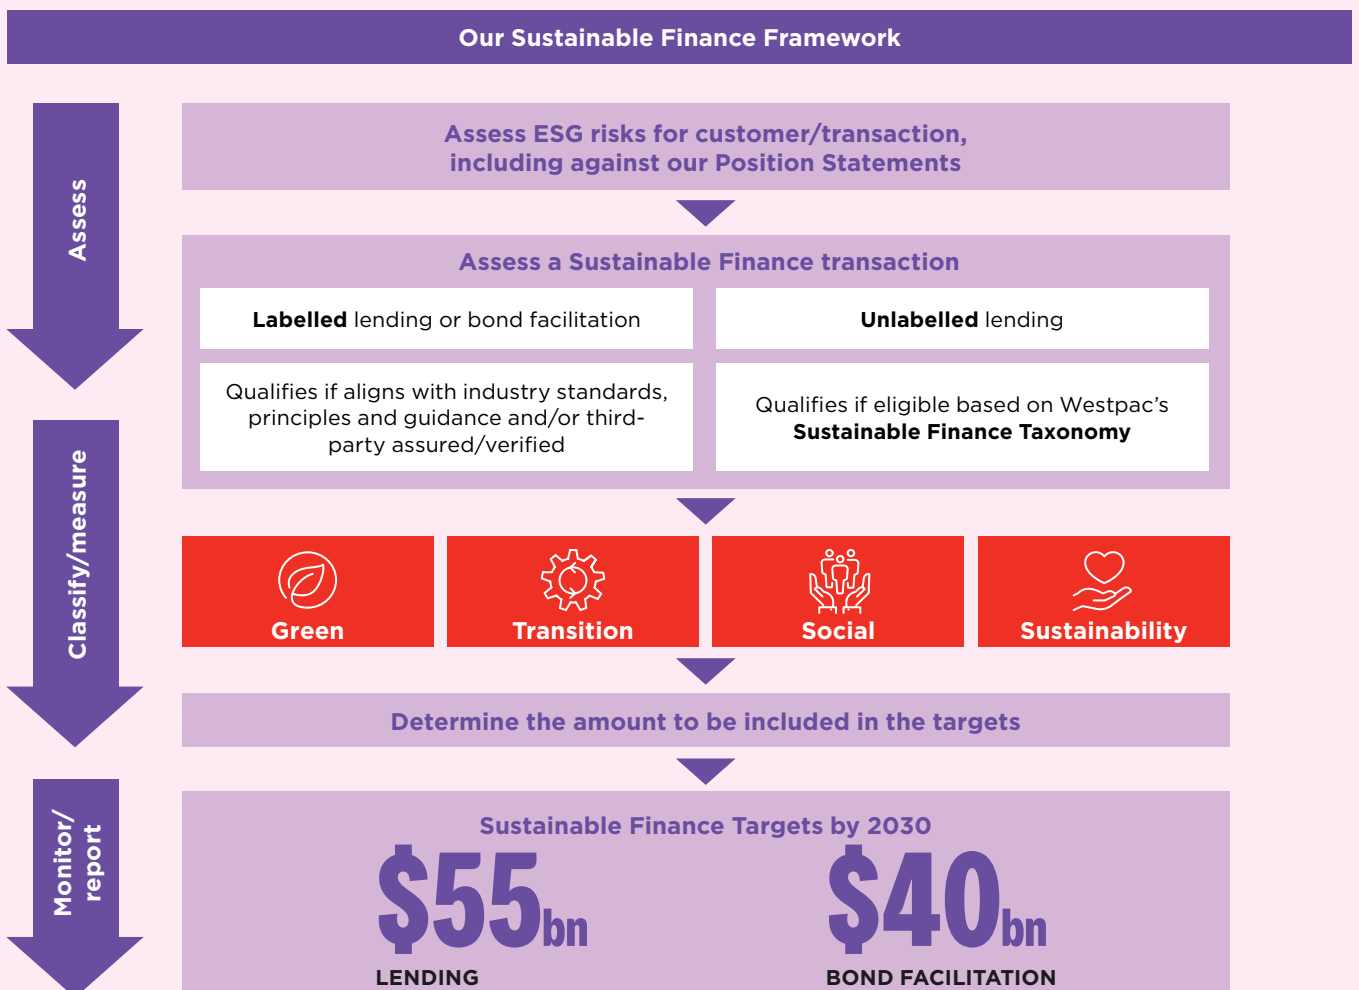 Our Sustainable Finance Framework
Assess
Assess ESG risks for customer/transaction,
including against our Position Statements
Assess a Sustainable Finance transaction
Labelled lending or bond facilitation
Unlabelled lending
Qualifies if aligns with industry standards,
principles and guidance and/or third-
party assured/verified
Qualifies if eligible based on Westpac's
Sustainable Finance Taxonomy
Classify/measure
Green
Transition
Social
Sustainability
Determine the amount to be included in the targets
Monitor/
report
Sustainable Finance Targets by 2030
$55bn
LENDING
$40bn
BOND FACILITATION